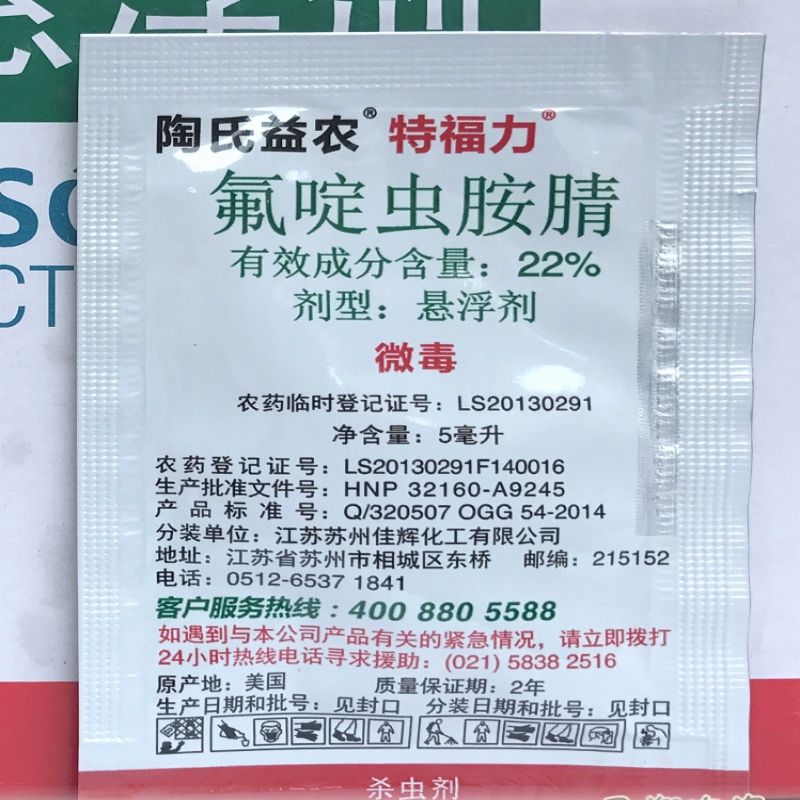 SC
CT
陶氏益农® 特福力®
氟啶虫胺腈
有效成分含量：22%
剂型：悬浮剂
微毒
农药临时登记证号：LS20130291
净含量：5毫升
农药登记证号：LS20130291F140016
生产批准文件号：HNP 32160-A9245
产品标准号：Q/320507 OGG 54-2014
分装单位：江苏苏州佳辉化工有限公司
地址：江苏省苏州市相城区东桥 邮编：215152
电话：0512-6537 1841
客户服务热线：400 880 5588
如遇到与本公司产品有关的紧急情况，请立即拨打
24小时热线电话寻求援助：(021) 5838 2516
原产地：美国 质量保证期：2年
生产日期和批号：见封口 分装日期和批号：见封口
杀虫剂